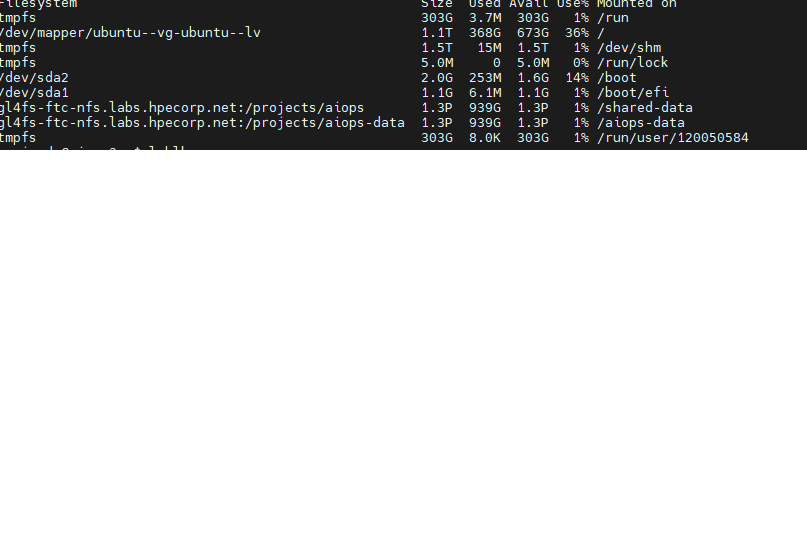 Filesystem Size Used Avail Use% Mounted on
tmpfs 303G 3.7M 303G 1% /run
/dev/mapper/ubuntu--vg-ubuntu--lv 1.1T 368G 673G 36% /
tmpfs 1.5T 15M 1.5T 1% /dev/shm
tmpfs 5.0M 0 5.0M 0% /run/lock
/dev/sda2 2.0G 253M 1.6G 14% /boot
/dev/sda1 1.1G 6.1M 1.1G 1% /boot/efi
gl4fs-ftc-nfs.labs.hpecorp.net:/projects/aiops 1.3P 939G 1.3P 1% /shared-data
gl4fs-ftc-nfs.labs.hpecorp.net:/projects/aiops-data 1.3P 939G 1.3P 1% /aiops-data
tmpfs 303G 8.0K 303G 1% /run/user/120050584